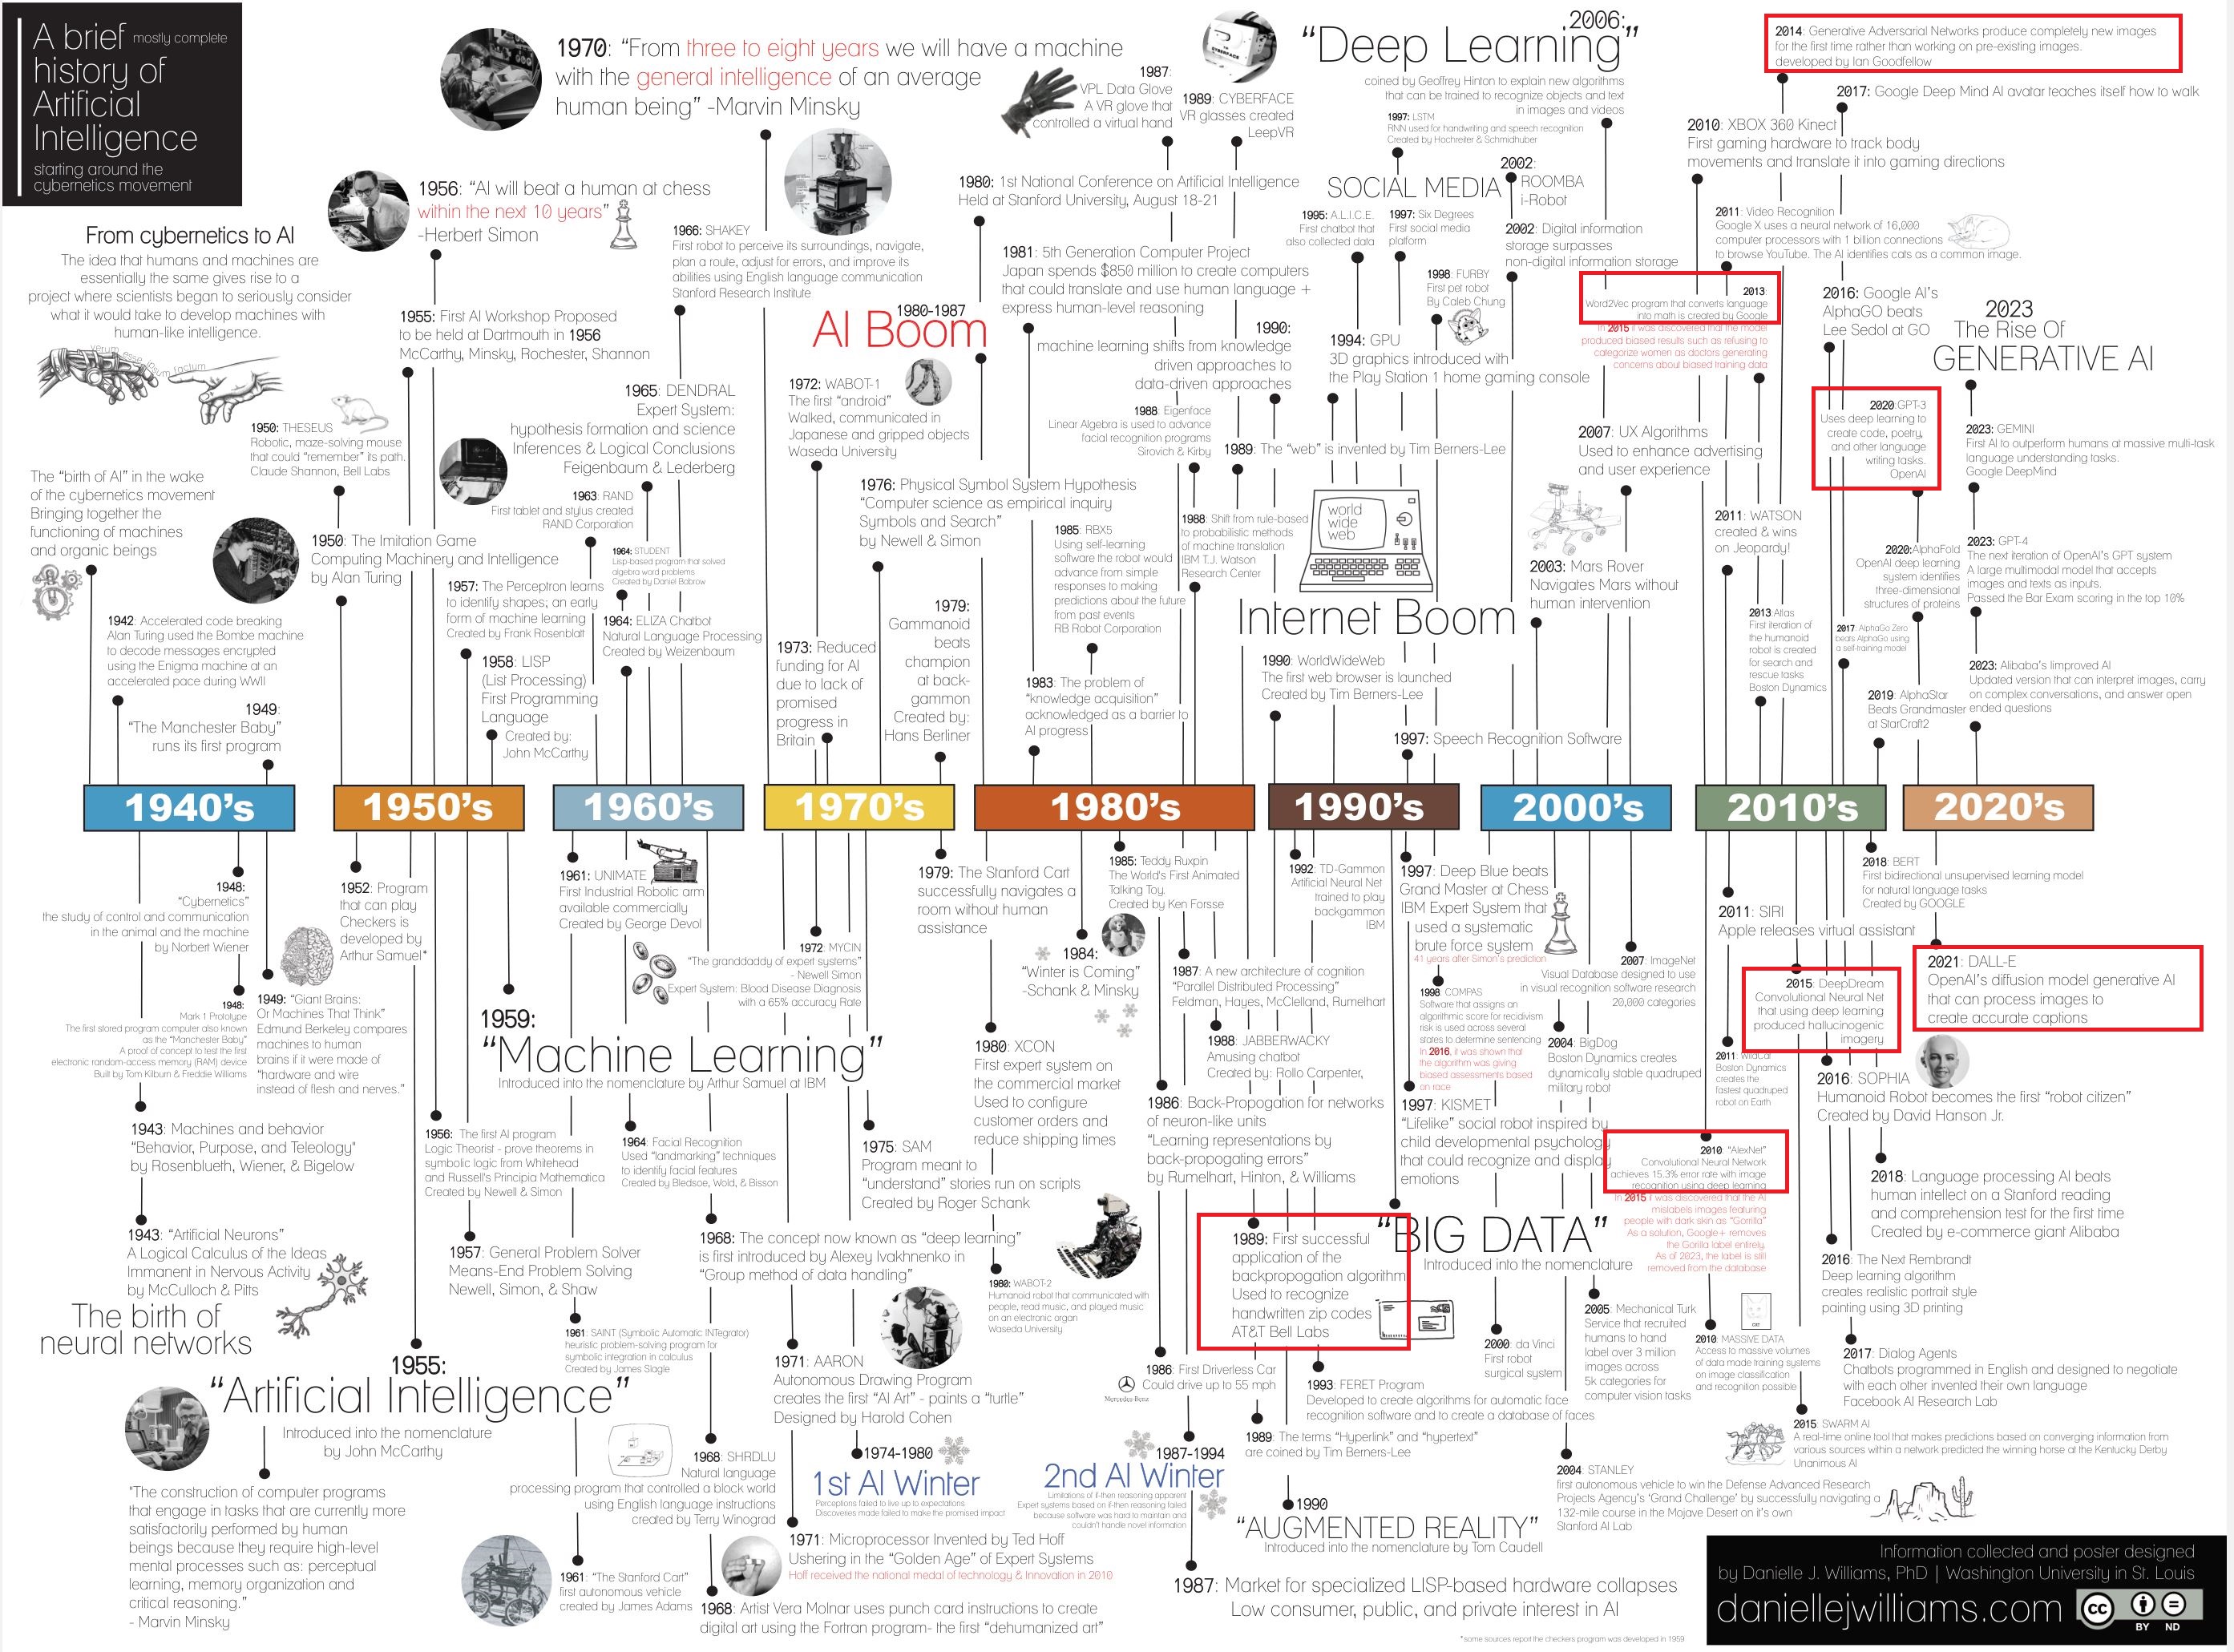 A brief mostly complete
history of
Artificial
Intelligence
starting around the
cybernetics movement
From cybernetics to AI
The idea that humans and machines are
essentially the same gives rise to a
project where scientists began to seriously consider
what it would take to develop machines with
human-like intelligence.
verum esse ipsum factum
The "birth of AI" in the wake
of the cybernetics movement
Bringing together the
functioning of machines
and organic beings
1942: Accelerated code breaking
Alan Turing used the Bombe machine
to decode messages encrypted
using the Enigma machine at an
accelerated pace during WWII
1949:
"The Manchester Baby"
runs its first program
1950: THESEUS
Robotic, maze-solving mouse
that could "remember" its path.
Claude Shannon, Bell Labs
1950: The Imitation Game
Computing Machinery and Intelligence
by Alan Turing
1956: "AI will beat a human at chess
within the next 10 years"
-Herbert Simon
1955: First AI Workshop Proposed
to be held at Dartmouth in 1956
McCarthy, Minsky, Rochester, Shannon
1957: The Perceptron learns
to identify shapes; an early
form of machine learning
Created by Frank Rosenblatt
1958: LISP
(List Processing)
First Programming
Language
Created by:
John McCarthy
1970: "From three to eight years we will have a machine
with the general intelligence of an average
human being" -Marvin Minsky
1966: SHAKEY
First robot to perceive its surroundings, navigate,
plan a route, adjust for errors, and improve its
abilities using English language communication
Stanford Research Institute
1965: DENDRAL
Expert System:
hypothesis formation and science
Inferences & Logical Conclusions
Feigenbaum & Lederberg
1963: RAND
First tablet and stylus created
RAND Corporation
1964: STUDENT
Lisp-based program that solved
algebra word problems
Created by Daniel Bobrow
1964: ELIZA Chatbot
Natural Language Processing
Created by Weizenbaum
1980-1987
AI Boom
1972: WABOT-1
The first "android"
Walked, communicated in
Japanese and gripped objects
Waseda University
1976: Physical Symbol System Hypothesis
"Computer science as empirical inquiry
Symbols and Search"
by Newell & Simon
1973: Reduced
funding for AI
due to lack of
promised
progress in
Britain
1979:
Gammanoid
beats
champion
at back-
gammon
Created by:
Hans Berliner
1987:
VPL Data Glove
A VR glove that
controlled a virtual hand
1989: CYBERFACE
VR glasses created
LeepVR
1980: 1st National Conference on Artificial Intelligence
Held at Stanford University, August 18-21
1981: 5th Generation Computer Project
Japan spends $850 million to create computers
that could translate and use human language +
express human-level reasoning
1990:
machine learning shifts from knowledge
driven approaches to
data-driven approaches
1988: Eigenface
Linear Algebra is used to advance
facial recognition programs
Sirovich & Kirby
1989: The "web" is invented by Tim Berners-Lee
1985: RBX5
Using self-learning
software the robot would
advance from simple
responses to making
predictions about the future
from past events
RB Robot Corporation
1988: Shift from rule-based
to probabilistic methods
of machine translation
IBM T.J. Watson
Research Center
1983: The problem of
"knowledge acquisition"
acknowledged as a barrier to
AI progress
2006:
"Deep Learning"
coined by Geoffrey Hinton to explain new algorithms
that can be trained to recognize objects and text
in images and videos
1997: LSTM
RNN used for handwriting and speech recognition
Created by Hochreiter & Schmidhuber
SOCIAL MEDIA
2002:
ROOMBA
i-Robot
1995: A.L.I.C.E.
First chatbot that
also collected data
1997: Six Degrees
First social media
platform
2002: Digital information
storage surpasses
non-digital information storage
1998: FURBY
First pet robot
By Caleb Chung
1994: GPU
3D graphics introduced with
the Play Station 1 home gaming console
world
wide
web
Internet Boom
1990: WorldWideWeb
The first web browser is launched
Created by Tim Berners-Lee
1997: Speech Recognition Software
2007: UX Algorithms
Used to enhance advertising
and user experience
2003: Mars Rover
Navigates Mars without
human intervention
2014: Generative Adversarial Networks produce completely new images
for the first time rather than working on pre-existing images.
developed by Ian Goodfellow
2017: Google Deep Mind AI avatar teaches itself how to walk
2010: XBOX 360 Kinect
First gaming hardware to track body
movements and translate it into gaming directions
2011: Video Recognition
Google X uses a neural network of 16,000
computer processors with 1 billion connections
to browse YouTube. The AI identifies cats as a common image.
2013:
Word2Vec program that converts language
into math is created by Google
In 2015 it was discovered that the model
produced biased results such as refusing to
categorize women as doctors generating
concerns about biased training data
2016: Google AI's
AlphaGO beats
Lee Sedol at GO
2023
The Rise Of
GENERATIVE AI
2020: GPT-3
Uses deep learning to
create code, poetry,
and other language
writing tasks.
OpenAI
2023: GEMINI
First AI to outperform humans at massive multi-task
language understanding tasks.
Google DeepMind
2011: WATSON
created & wins
on Jeopardy!
2020: AlphaFold
OpenAI deep learning
system identifies
three-dimensional
structures of proteins
2023: GPT-4
The next iteration of OpenAI's GPT system
A large multimodal model that accepts
images and texts as inputs.
Passed the Bar Exam scoring in the top 10%
2013 Atlas
First iteration of
the humanoid
robot is created
for search and
rescue tasks
Boston Dynamics
2017: AlphaGo Zero
beats AlphaGo using
a self-training model
2019: AlphaStar
Beats Grandmaster
at StarCraft2
2023: Alibaba's Iimproved AI
Updated version that can interpret images, carry
on complex conversations, and answer open
ended questions
1940's
1950's
1960's
1970's
1980's
1990's
2000's
2010's
2020's
1948:
"Cybernetics"
the study of control and communication
in the animal and the machine
by Norbert Wiener
1948:
Mark 1 Prototype
The first stored program computer also known
as the "Manchester Baby"
A proof of concept to test the first
electronic random-access memory (RAM) device
Built by Tom Kilburn & Freddie Williams
1949: "Giant Brains:
Or Machines That Think"
Edmund Berkeley compares
machines to human
brains if it were made of
"hardware and wire
instead of flesh and nerves."
1943: Machines and behavior
"Behavior, Purpose, and Teleology"
by Rosenblueth, Wiener, & Bigelow
1943: "Artificial Neurons"
A Logical Calculus of the Ideas
Immanent in Nervous Activity
by McCulloch & Pitts
The birth of
neural networks
1955:
"Artificial Intelligence"
Introduced into the nomenclature
by John McCarthy
"The construction of computer programs
that engage in tasks that are currently more
satisfactorily performed by human
beings because they require high-level
mental processes such as: perceptual
learning, memory organization and
critical reasoning."
- Marvin Minsky
1952: Program
that can play
Checkers is
developed by
Arthur Samuel*
1959:
"Machine Learning"
Introduced into the nomenclature by Arthur Samuel at IBM
1956: The first AI program
Logic Theorist - prove theorems in
symbolic logic from Whitehead
and Russell's Principia Mathematica
Created by Newell & Simon
1957: General Problem Solver
Means-End Problem Solving
Newell, Simon, & Shaw
1961: UNIMATE
First Industrial Robotic arm
available commercially
Created by George Devol
1972: MYCIN
"The granddaddy of expert systems"
- Newell Simon
Expert System: Blood Disease Diagnosis
with a 65% accuracy Rate
1964: Facial Recognition
Used "landmarking" techniques
to identify facial features
Created by Bledsoe, Wold, & Bisson
1968: The concept now known as "deep learning"
is first introduced by Alexey Ivakhnenko in
"Group method of data handling"
1961: SAINT (Symbolic Automatic INTegrator)
heuristic problem-solving program for
symbolic integration in calculus
Created by James Slagle
1968: SHRDLU
Natural language
processing program that controlled a block world
using English language instructions
created by Terry Winograd
1961: "The Stanford Cart"
first autonomous vehicle
created by James Adams
1968: Artist Vera Molnar uses punch card instructions to create
digital art using the Fortran program- the first "dehumanized art"
1975: SAM
Program meant to
"understand" stories run on scripts
Created by Roger Schank
1971: AARON
Autonomous Drawing Program
creates the first "AI Art" - paints a "turtle"
Designed by Harold Cohen
1974-1980
1st AI Winter
Perceptions failed to live up to expectations
Discoveries made failed to make the promised impact
1971: Microprocessor Invented by Ted Hoff
Ushering in the "Golden Age" of Expert Systems
Hoff received the national medal of technology & Innovation in 2010
1979: The Stanford Cart
successfully navigates a
room without human
assistance
1985: Teddy Ruxpin
The World's First Animated
Talking Toy.
Created by Ken Forsse
1984:
"Winter is Coming"
-Schank & Minsky
1987: A new architecture of cognition
"Parallel Distributed Processing"
Feldman, Hayes, McClelland, Rumelhart
1980: XCON
First expert system on
the commercial market
Used to configure
customer orders and
reduce shipping times
1988: JABBERWACKY
Amusing chatbot
Created by: Rollo Carpenter,
1986: Back-Propogation for networks
of neuron-like units
"Learning representations by
back-propogating errors"
by Rumelhart, Hinton, & Williams
1980: WABOT-2
Humanoid robot that communicated with
people, read music, and played music
on an electronic organ
Waseda University
1989: First successful
application of the
backpropogation algorithm
Used to recognize
handwritten zip codes
AT&T Bell Labs
1986: First Driverless Car
Could drive up to 55 mph
Mercedes-Benz
1987-1994
2nd AI Winter
Limitations of if-then reasoning apparent
Expert systems based on if-then reasoning failed
because software was hard to maintain and
couldn't handle novel information
1987: Market for specialized LISP-based hardware collapses
Low consumer, public, and private interest in AI
1992: TD-Gammon
Artificial Neural Net
trained to play
backgammon
IBM
1997: Deep Blue beats
Grand Master at Chess
IBM Expert System that
used a systematic
brute force system
41 years after Simon's prediction
1998: COMPAS
Software that assigns an
algorithmic score for recidivism
risk is used across several
states to determine sentencing
In 2016, it was shown that
the algorithm was giving
biased assessments based
on race
1997: KISMET
"Lifelike" social robot inspired by
child developmental psychology
that could recognize and display
emotions
"BIG DATA"
Introduced into the nomenclature
1993: FERET Program
Developed to create algorithms for automatic face
recognition software and to create a database of faces
1989: The terms "Hyperlink" and "hypertext"
are coined by Tim Berners-Lee
1990
"AUGMENTED REALITY"
Introduced into the nomenclature by Tom Caudell
2007: ImageNet
Visual Database designed to use
in visual recognition software research
20,000 categories
2004: BigDog
Boston Dynamics creates
dynamically stable quadruped
military robot
2000: da Vinci
First robot
surgical system
2005: Mechanical Turk
Service that recruited
humans to hand
label over 3 million
images across
5k categories for
computer vision tasks
2004: STANLEY
first autonomous vehicle to win the Defense Advanced Research
Projects Agency's 'Grand Challenge' by successfully navigating a
132-mile course in the Mojave Desert on it's own
Stanford AI Lab
2018: BERT
First bidirectional unsupervised learning model
for natural language tasks
Created by GOOGLE
2011: SIRI
Apple releases virtual assistant
2021: DALL-E
OpenAI's diffusion model generative AI
that can process images to
create accurate captions
2015: DeepDream
Convolutional Neural Net
that using deep learning
produced hallucinogenic
imagery
2011: WildCat
Boston Dynamics
creates the
fastest quadruped
robot on Earth
2016: SOPHIA
Humanoid Robot becomes the first "robot citizen"
Created by David Hanson Jr.
2010: "AlexNet"
Convolutional Neural Network
achieves 15.3% error rate with image
recognition using deep learning
In 2015 it was discovered that the AI
mislabels images featuring
people with dark skin as "Gorrilla"
As a solution, Google+ removes
the Gorilla label entirely.
As of 2023, the label is still
removed from the database
2018: Language processing AI beats
human intellect on a Stanford reading
and comprehension test for the first time
Created by e-commerce giant Alibaba
2016: The Next Rembrandt
Deep learning algorithm
creates realistic portrait style
painting using 3D printing
2010: MASSIVE DATA
Access to massive volumes
of data made training systems
on image classification
and recognition possible
2017: Dialog Agents
Chatbots programmed in English and designed to negotiate
with each other invented their own language
Facebook AI Research Lab
2015: SWARM AI
A real-time online tool that makes predictions based on converging information from
various sources within a network predicted the winning horse at the Kentucky Derby
Unanimous AI
Information collected and poster designed
by Danielle J. Williams, PhD | Washington University in St. Louis
daniellejwilliams.com
cc
BY ND
*some sources report the checkers program was developed in 1959